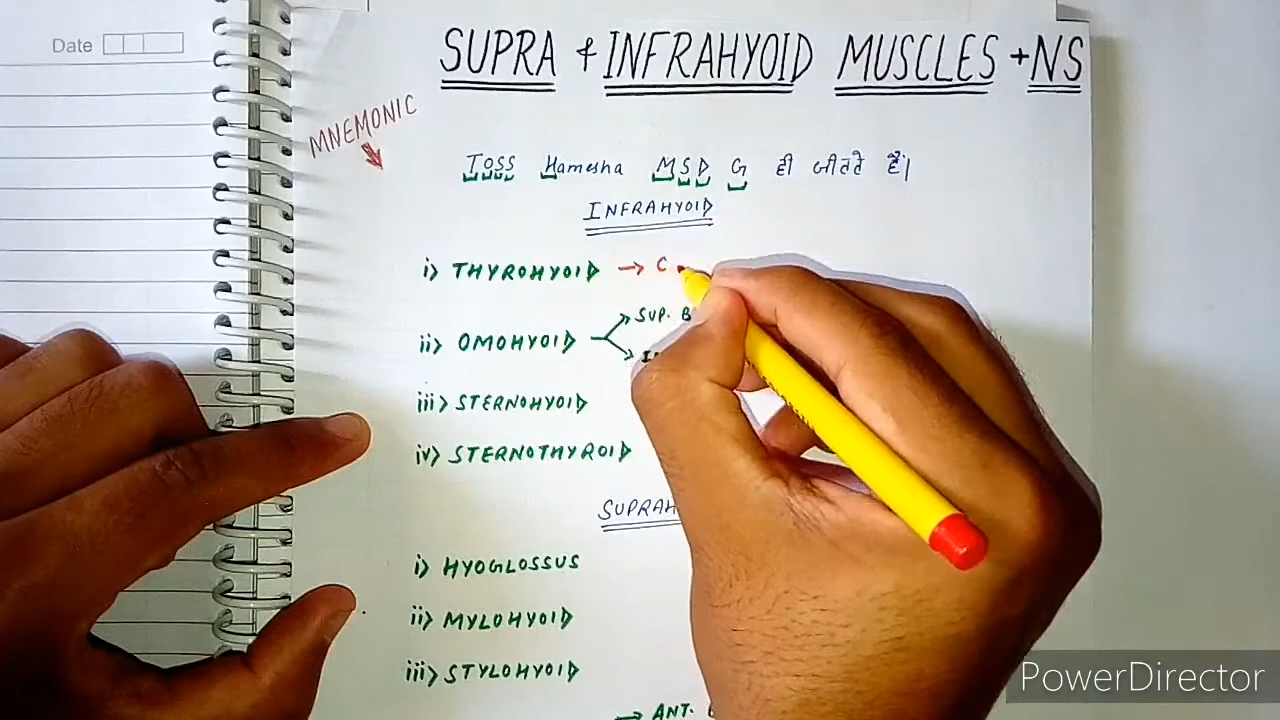 Date
SUPRA & INFRAHYOID MUSCLES + NS
MNEMONIC
TOSS Hamesha MSD G ही जीतते हैं।
INFRAHYOID
i) THYROHYOID → C
SUP. B
ii) OMOHYOID
iii) STERNOHYOID
iv) STERNOTHYROID
SUPRAH
i) HYOGLOSSUS
ii) MYLOHYOID
iii) STYLOHYOID
→ ANT.
PowerDirector